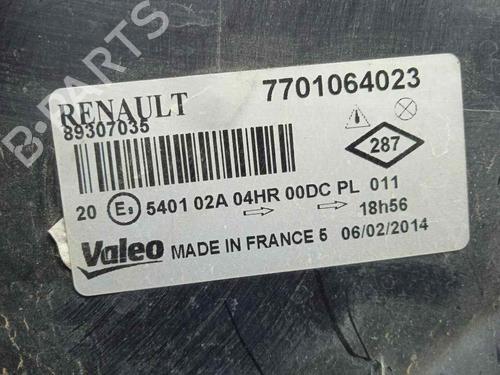 B-PARTS
RENAULT 7701064023
89307035
287
20 E9 5401 02A 04HR 00DC PL 011
18h56
Valeo MADE IN FRANCE 5 06/02/2014